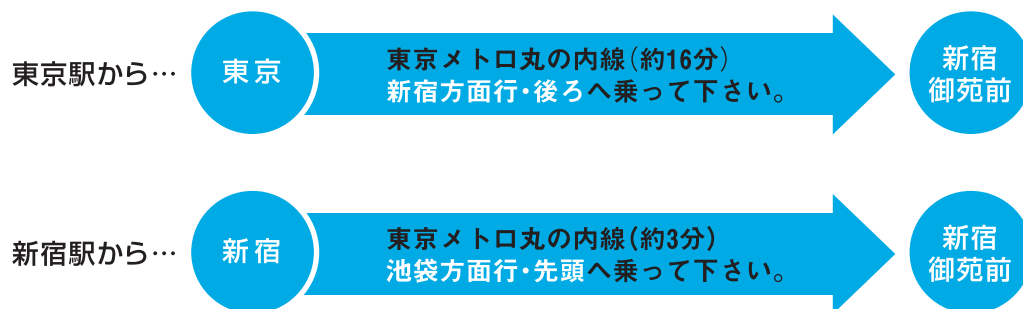 東京駅から…
東京
東京メトロ丸の内線(約16分)
新宿方面行・後ろへ乗って下さい。
新宿
御苑前
新宿駅から…
新宿
東京メトロ丸の内線(約3分)
池袋方面行・先頭へ乗って下さい。
新宿
御苑前